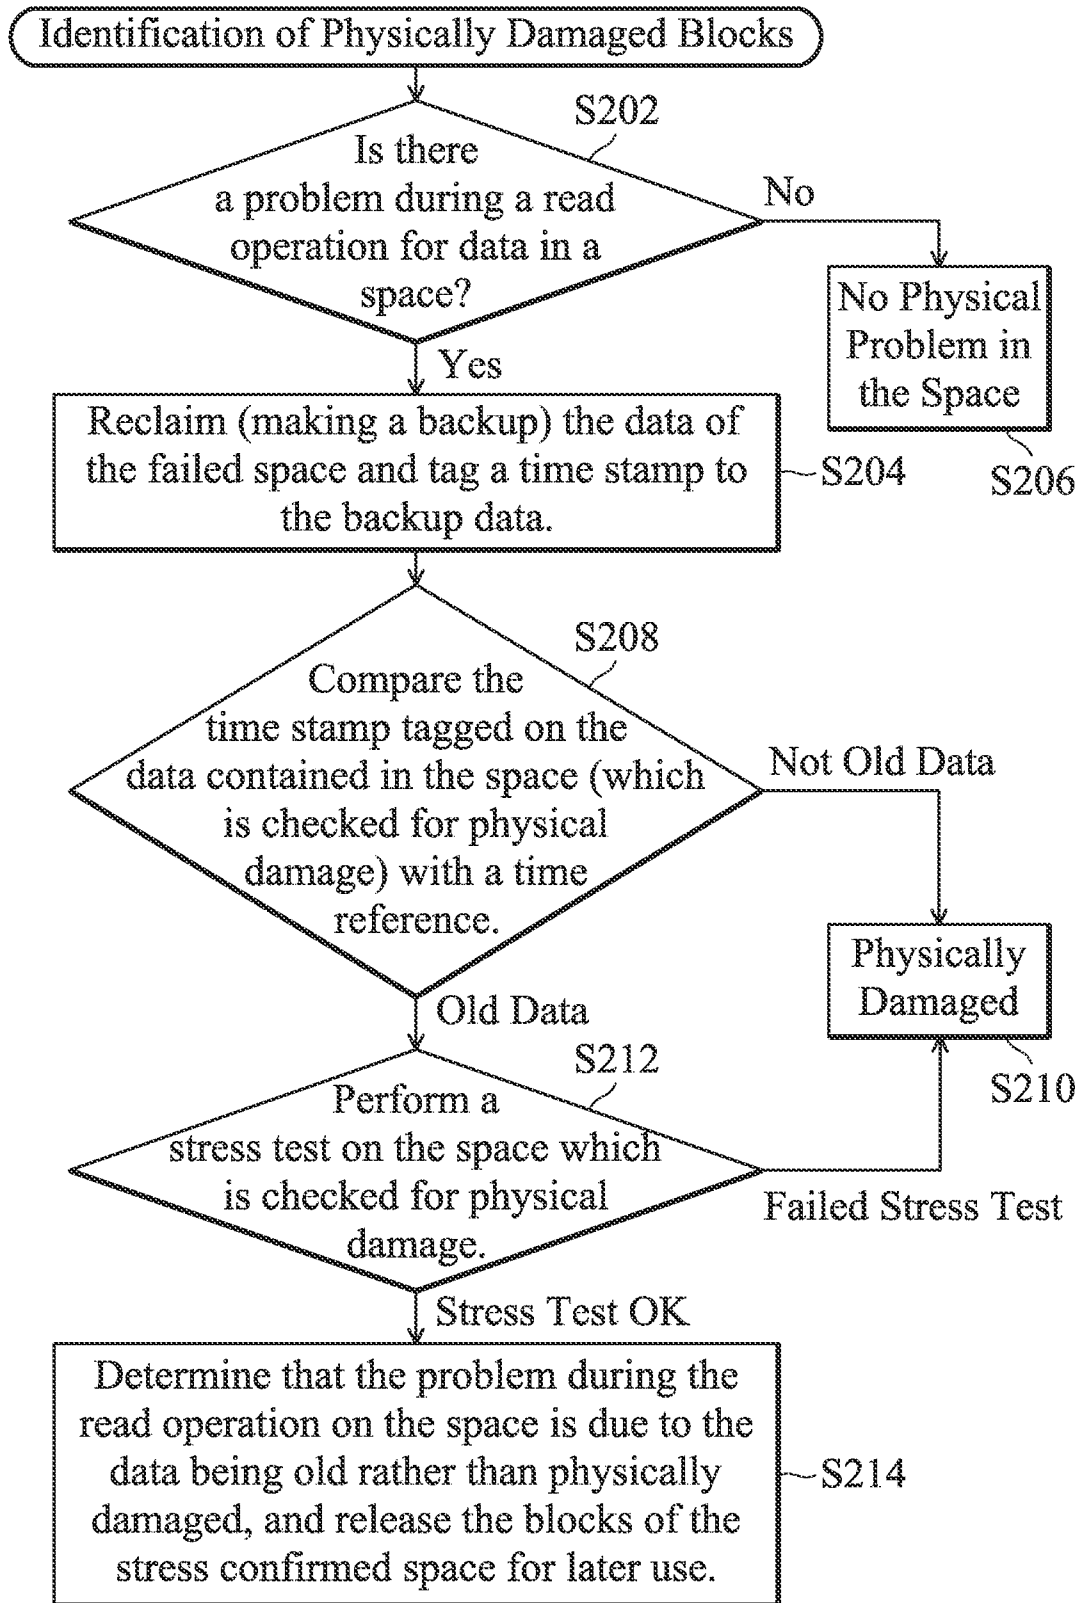 Identification of Physically Damaged Blocks
S202
Is there
a problem during a read
operation for data in a
space?
No
No Physical
Problem in
the Space
S206
Yes
Reclaim (making a backup) the data of
the failed space and tag a time stamp to
the backup data.
S204
S208
Compare the
time stamp tagged on the
data contained in the space (which
is checked for physical
damage) with a time
reference.
Not Old Data
Physically
Damaged
S210
Old Data
S212
Perform a
stress test on the space which
is checked for physical
damage.
Failed Stress Test
Stress Test OK
Determine that the problem during the
read operation on the space is due to the
data being old rather than physically
damaged, and release the blocks of the
stress confirmed space for later use.
S214